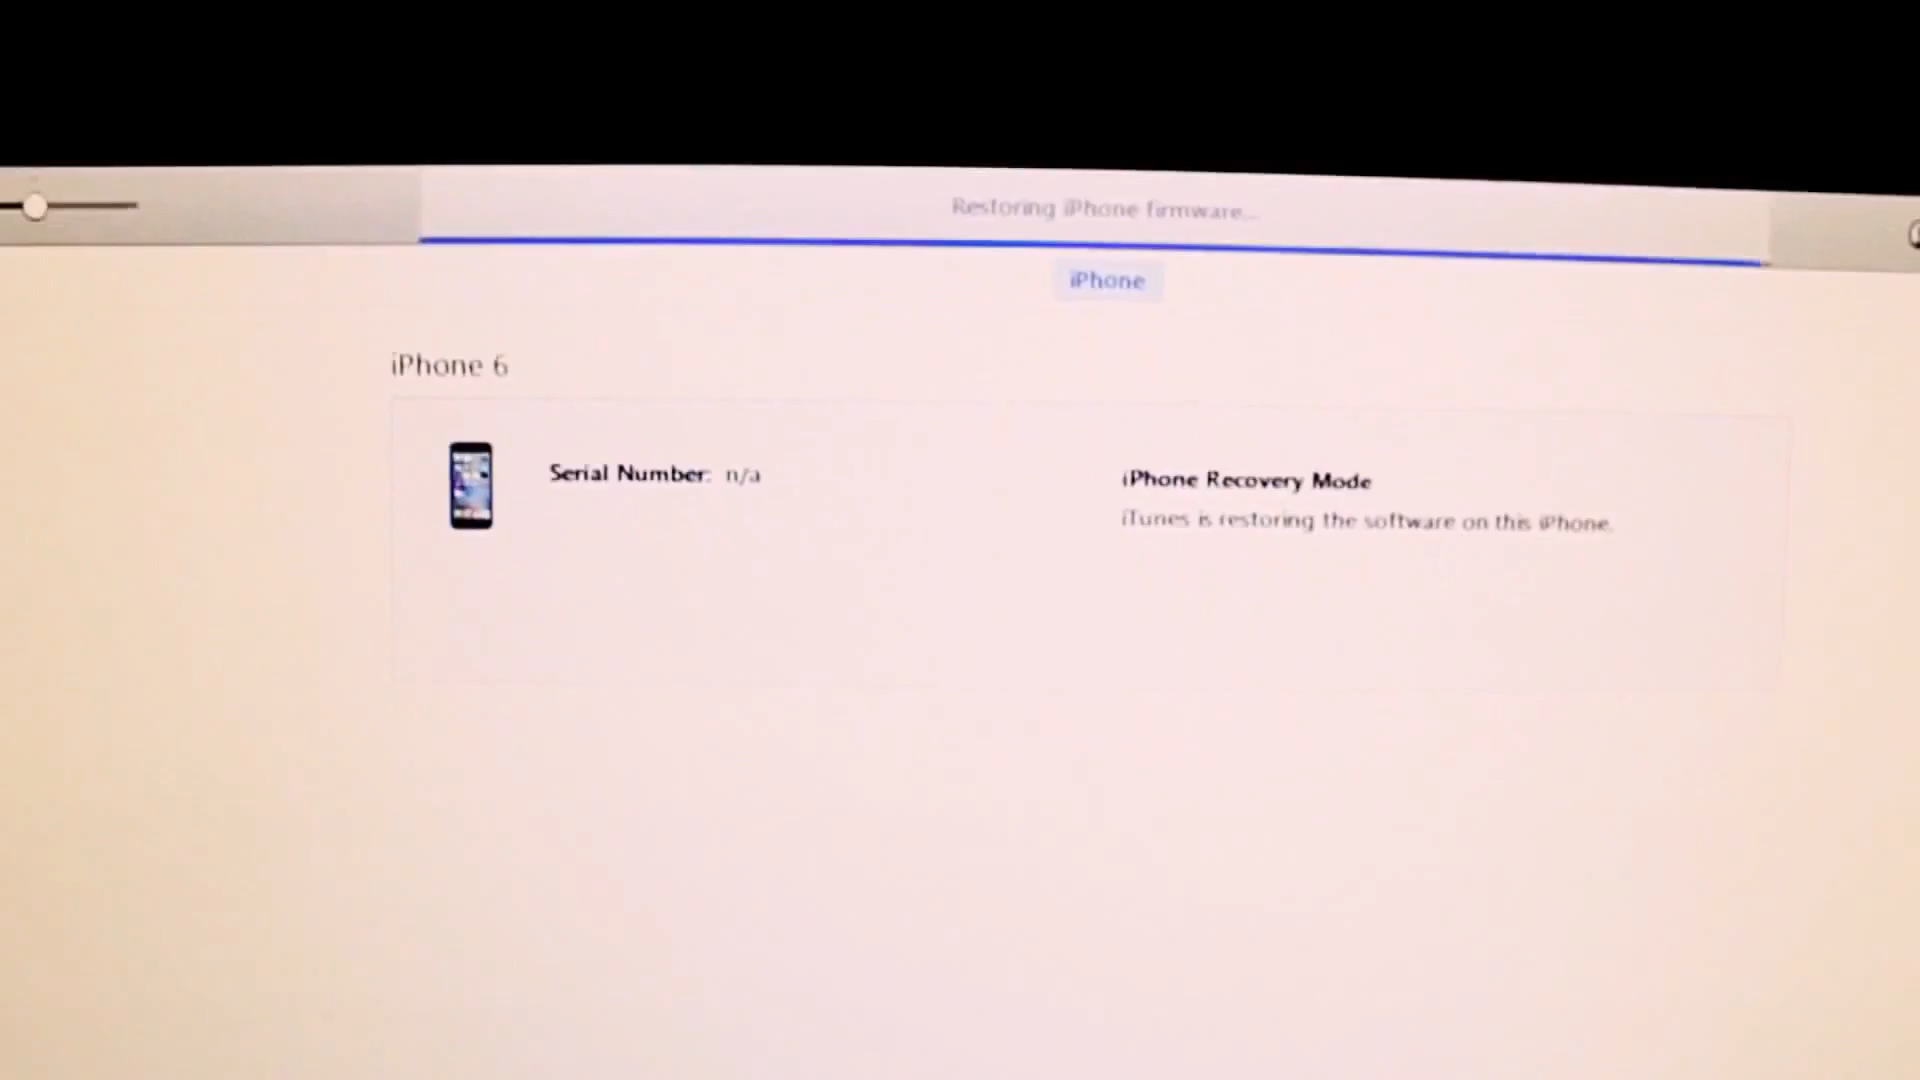 Restoring iPhone firmware...
iPhone
iPhone 6
Serial Number: n/a
iPhone Recovery Mode
iTunes is restoring the software on this iPhone.